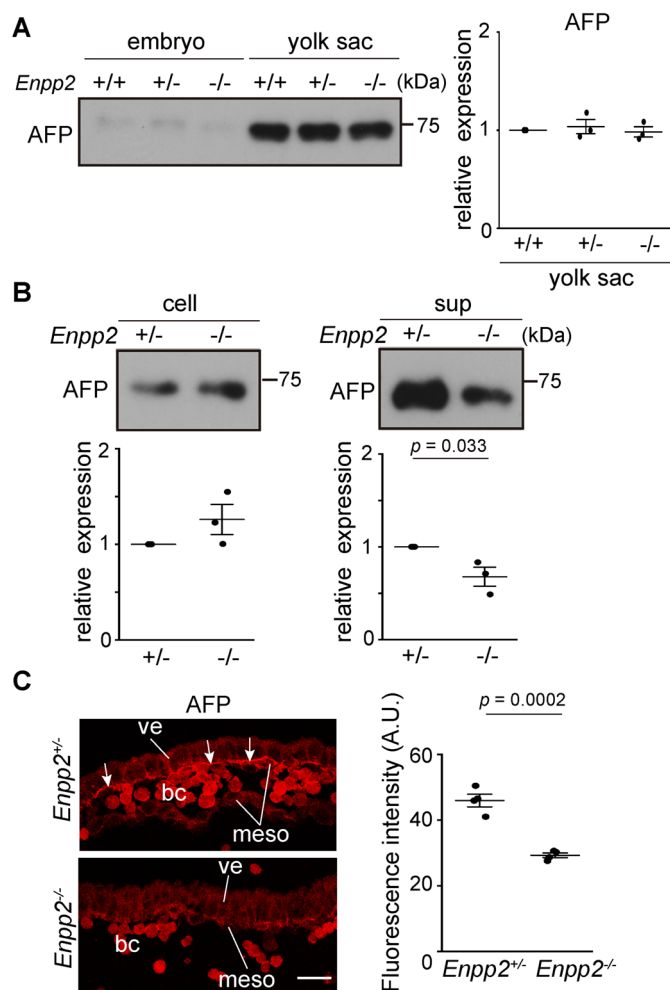 A
embryo yolk sac
Enpp2 +/+ +/- -/- +/+ +/- -/- (kDa)
AFP
75
AFP
relative expression
2
1
0
+/+ +/- -/-
yolk sac
B
cell
Enpp2 +/- -/-
AFP
75
relative expression
2
1
0
+/- -/-
sup
+/- -/- (kDa)
Enpp2
AFP
75
p = 0.033
relative expression
2
1
0
+/- -/-
C
AFP
Enpp2+/-
ve
bc
meso
Enpp2-/-
ve
bc
meso
p = 0.0002
Fluorescence intensity (A.U.)
60
40
20
0
Enpp2+/- Enpp2-/-